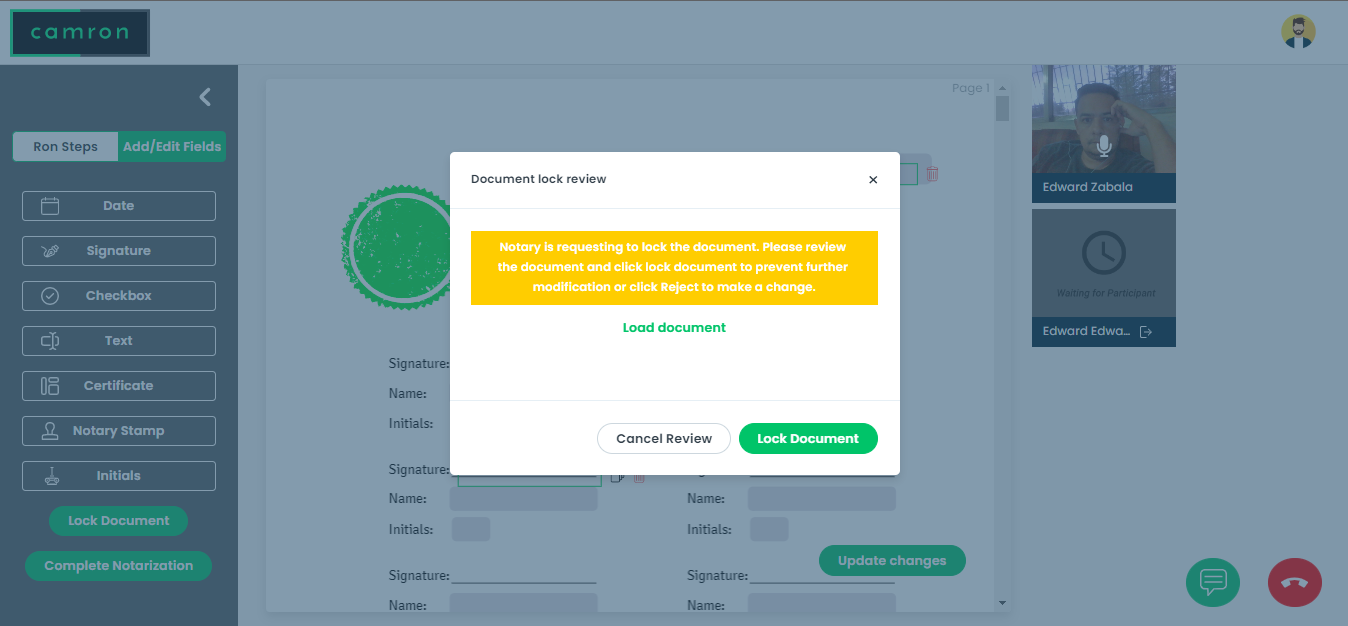 camron
Page 1
Ron Steps
Add/Edit Fields
Date
Signature
Checkbox
Text
Certificate
Notary Stamp
Initials
Lock Document
Complete Notarization
Document lock review
×
Notary is requesting to lock the document. Please review
the document and click lock document to prevent further
modification or click Reject to make a change.
Load document
Cancel Review
Lock Document
Signature:
Name:
Initials:
Signature:
Name:
Name:
Initials:
Initials:
Signature:
Signature:
Name:
Name:
Update changes
Edward Zabala
Waiting for Participant
Edward Edwa...